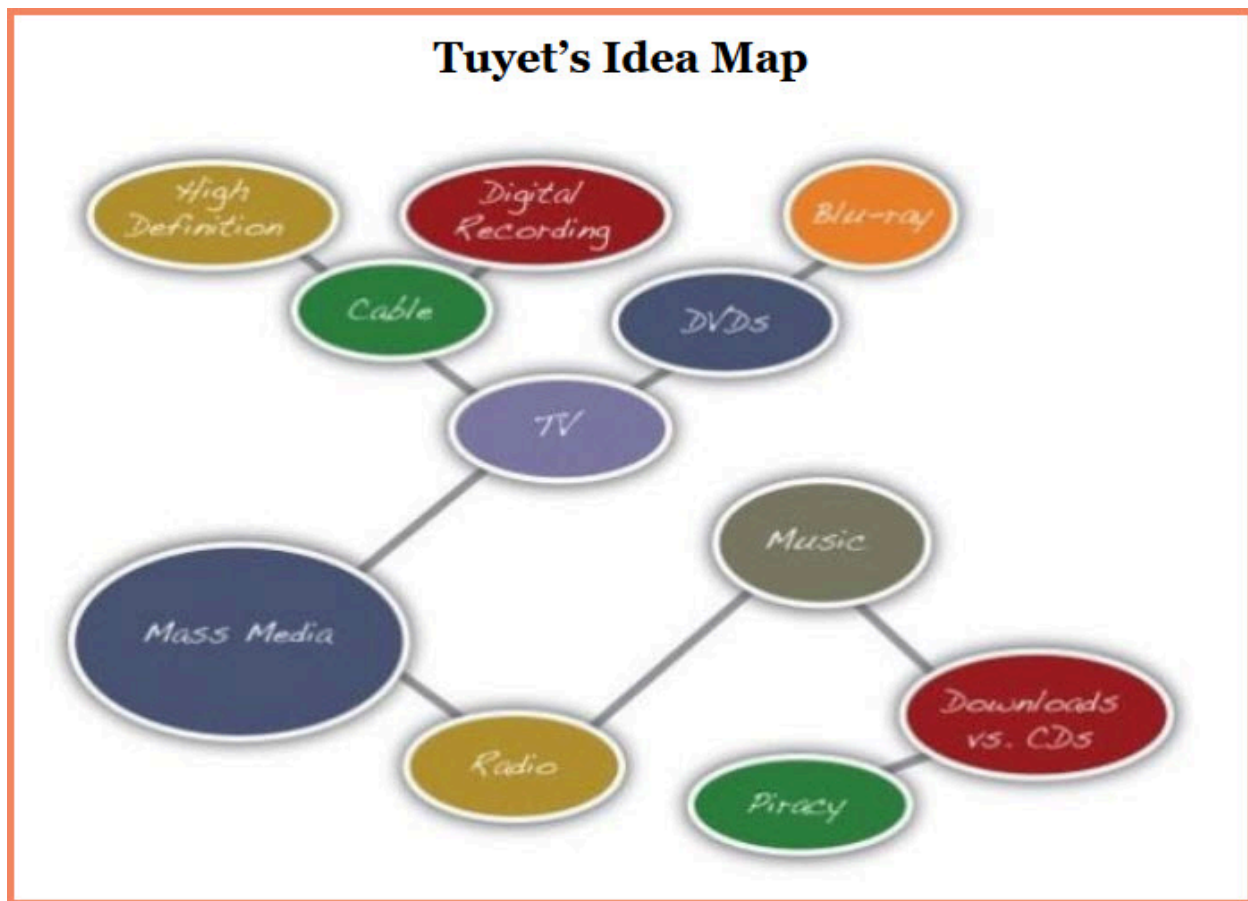 Tuyet’s Idea Map
High
Definition
Digital
Recording
Blu-ray
Cable
DVDs
TV
Music
Mass Media
Downloads
vs. CDs
Radio
Piracy